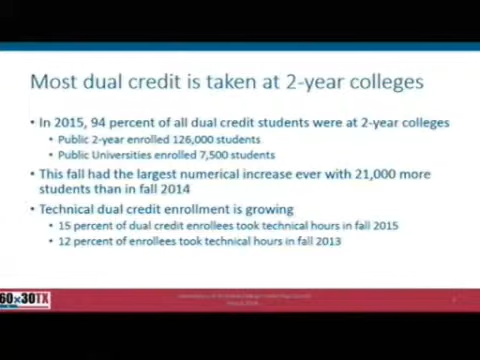 Most dual credit is taken at 2-year colleges
• In 2015, 94 percent of all dual credit students were at 2-year colleges
• Public 2-year enrolled 126,000 students
• Public Universities enrolled 7,500 students
• This fall had the largest numerical increase ever with 21,000 more
students than in fall 2014
• Technical dual credit enrollment is growing
• 15 percent of dual credit enrollees took technical hours in fall 2015
• 12 percent of enrollees took technical hours in fall 2013
60x30TX